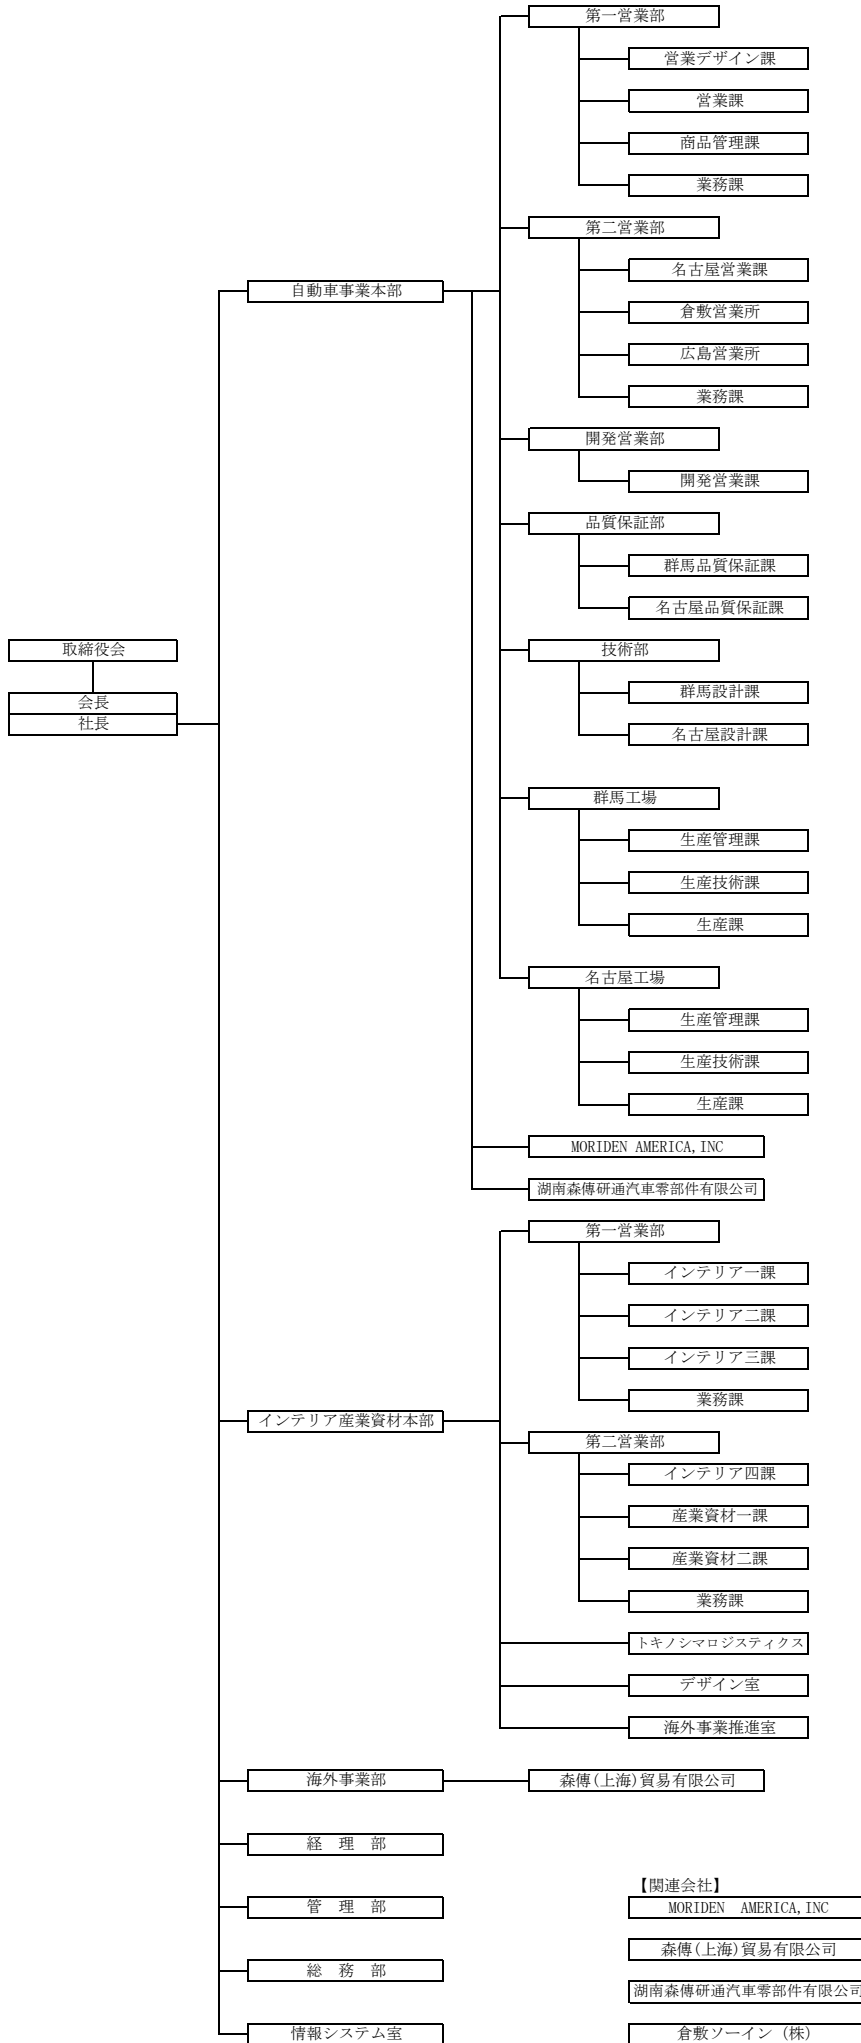 第一営業部
営業デザイン課
営業課
商品管理課
業務課
第二営業部
名古屋営業課
自動車事業本部
倉敷営業所
広島営業所
業務課
開発営業部
開発営業課
品質保証部
群馬品質保証課
名古屋品質保証課
取締役会
技術部
群馬設計課
会長
社長
名古屋設計課
群馬工場
生産管理課
生産技術課
生産課
名古屋工場
生産管理課
生産技術課
生産課
MORIDEN AMERICA,INC
湖南森傳研通汽車零部件有限公司
第一営業部
インテリア一課
インテリア二課
インテリア三課
業務課
インテリア産業資材本部
第二営業部
インテリア四課
産業資材一課
産業資材二課
業務課
トキノシマロジスティクス
デザイン室
海外事業推進室
海外事業部
森傳(上海)貿易有限公司
経 理 部
【関連会社】
管 理 部
MORIDEN AMERICA,INC
森傳(上海)貿易有限公司
総 務 部
湖南森傳研通汽車零部件有限公司
情報システム室
倉敷ソーイン (株)